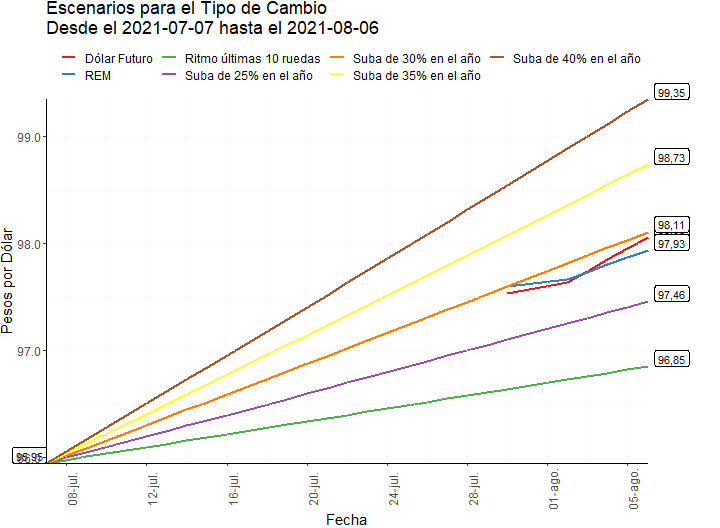 Escenarios para el Tipo de Cambio
Desde el 2021-07-07 hasta el 2021-08-06
Dólar Futuro
Ritmo últimas 10 ruedas
Suba de 30% en el año
Suba de 40% en el año
REM
Suba de 25% en el año
Suba de 35% en el año
99,35
99.0
98,73
98,11
98.0
97,93
Pesos por Dólar
97,46
97.0
96,85
08-jul.
12-jul.
16-jul.
20-jul.
24-jul.
28-jul.
01-ago.
05-ago.
Fecha